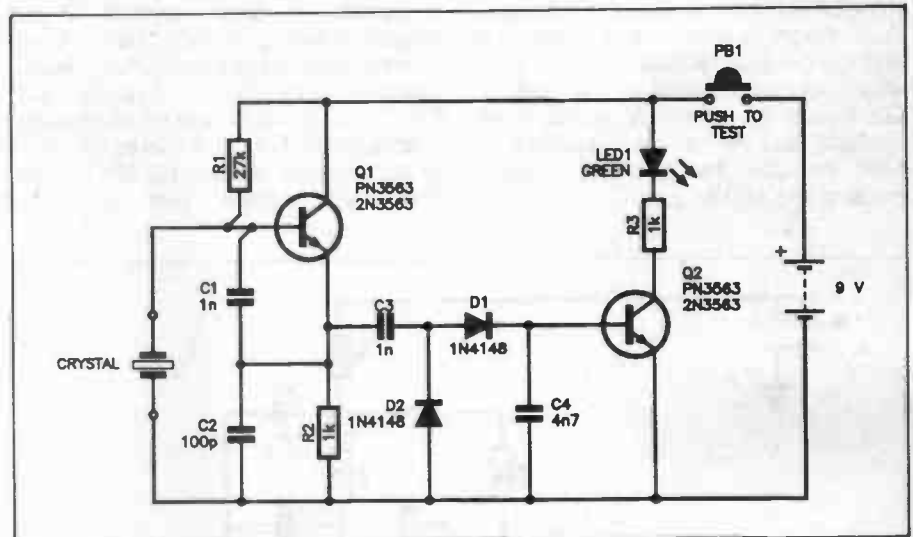 PB1
PUSH TO
TEST
R1
27k
Q1
PN3563
2N3563
LED1
GREEN
R3
1k
C1
1n
C3
1n
D1
1N4148
Q2
PN3563
2N3563
+
9 V
CRYSTAL
C2
100p
R2
1k
D2
1N4148
C4
4n7